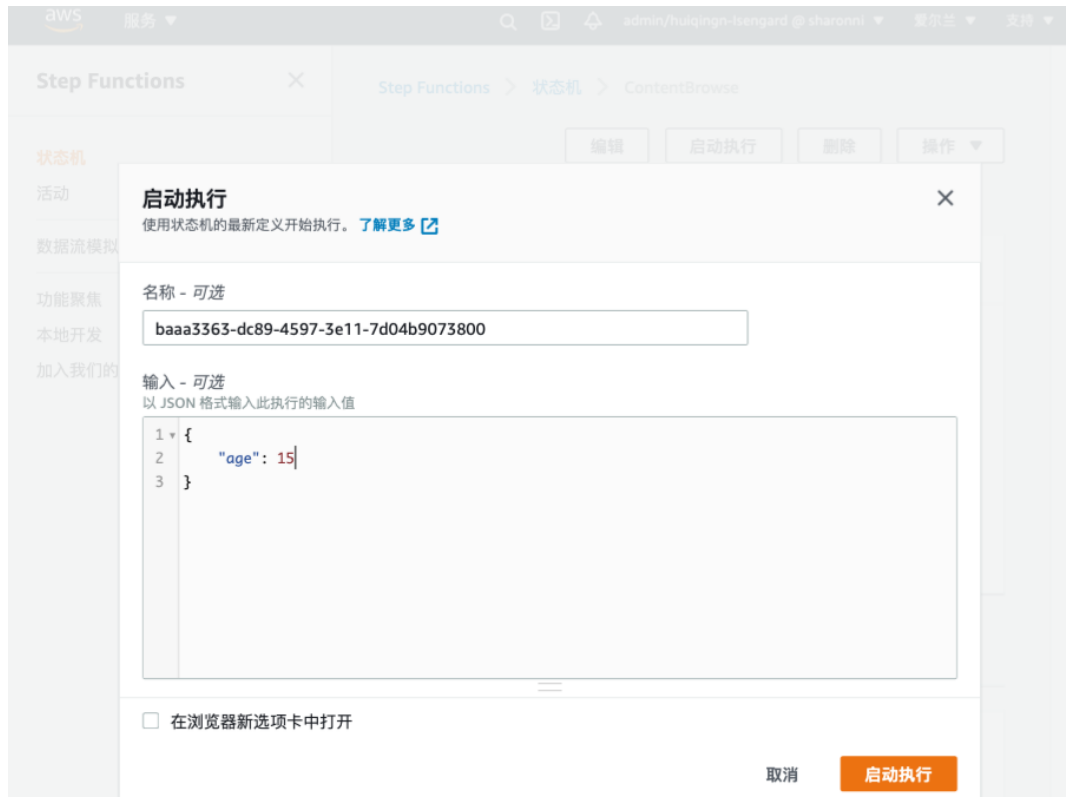 aws 服务 ▼ admin/huiqingn-Isengard @ sharonni ▼ 爱尔兰 ▼ 支持 ▼
Step Functions
Step Functions > 状态机 > ContentBrowse
编辑 启动执行 删除 操作 ▼
状态机
活动
数据流模拟
功能聚焦
本地开发
加入我们的
启动执行
使用状态机的最新定义开始执行。了解更多
名称 - 可选
baaa3363-dc89-4597-3e11-7d04b9073800
输入 - 可选
以 JSON 格式输入此执行的输入值
1 {
2 "age": 15
3 }
在浏览器新选项卡中打开
取消 启动执行